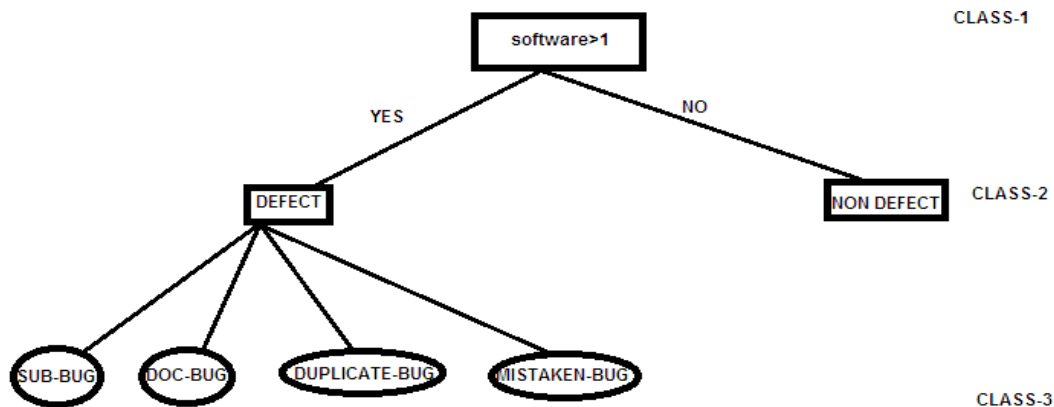 CLASS-1
software>1
YES
NO
DEFECT
NON DEFECT
CLASS-2
SUB-BUG
DOC-BUG
DUPLICATE-BUG
MISTAKEN-BUG
CLASS-3